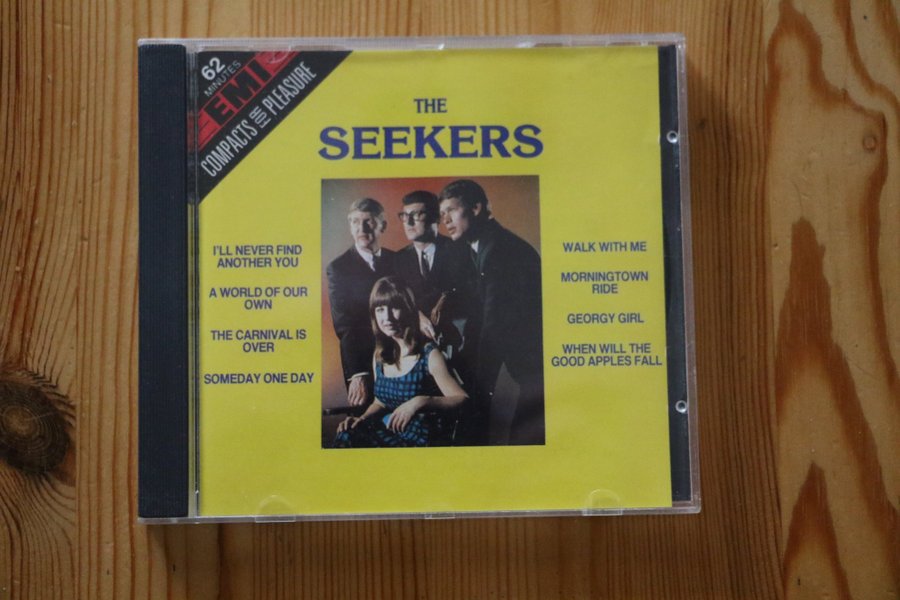 62
MINUTES
EMI
COMPACTS FOR PLEASURE
THE
SEEKERS
I'LL NEVER FIND
ANOTHER YOU
A WORLD OF OUR
OWN
THE CARNIVAL IS
OVER
SOMEDAY ONE DAY
WALK WITH ME
MORNINGTOWN
RIDE
GEORGY GIRL
WHEN WILL THE
GOOD APPLES FALL